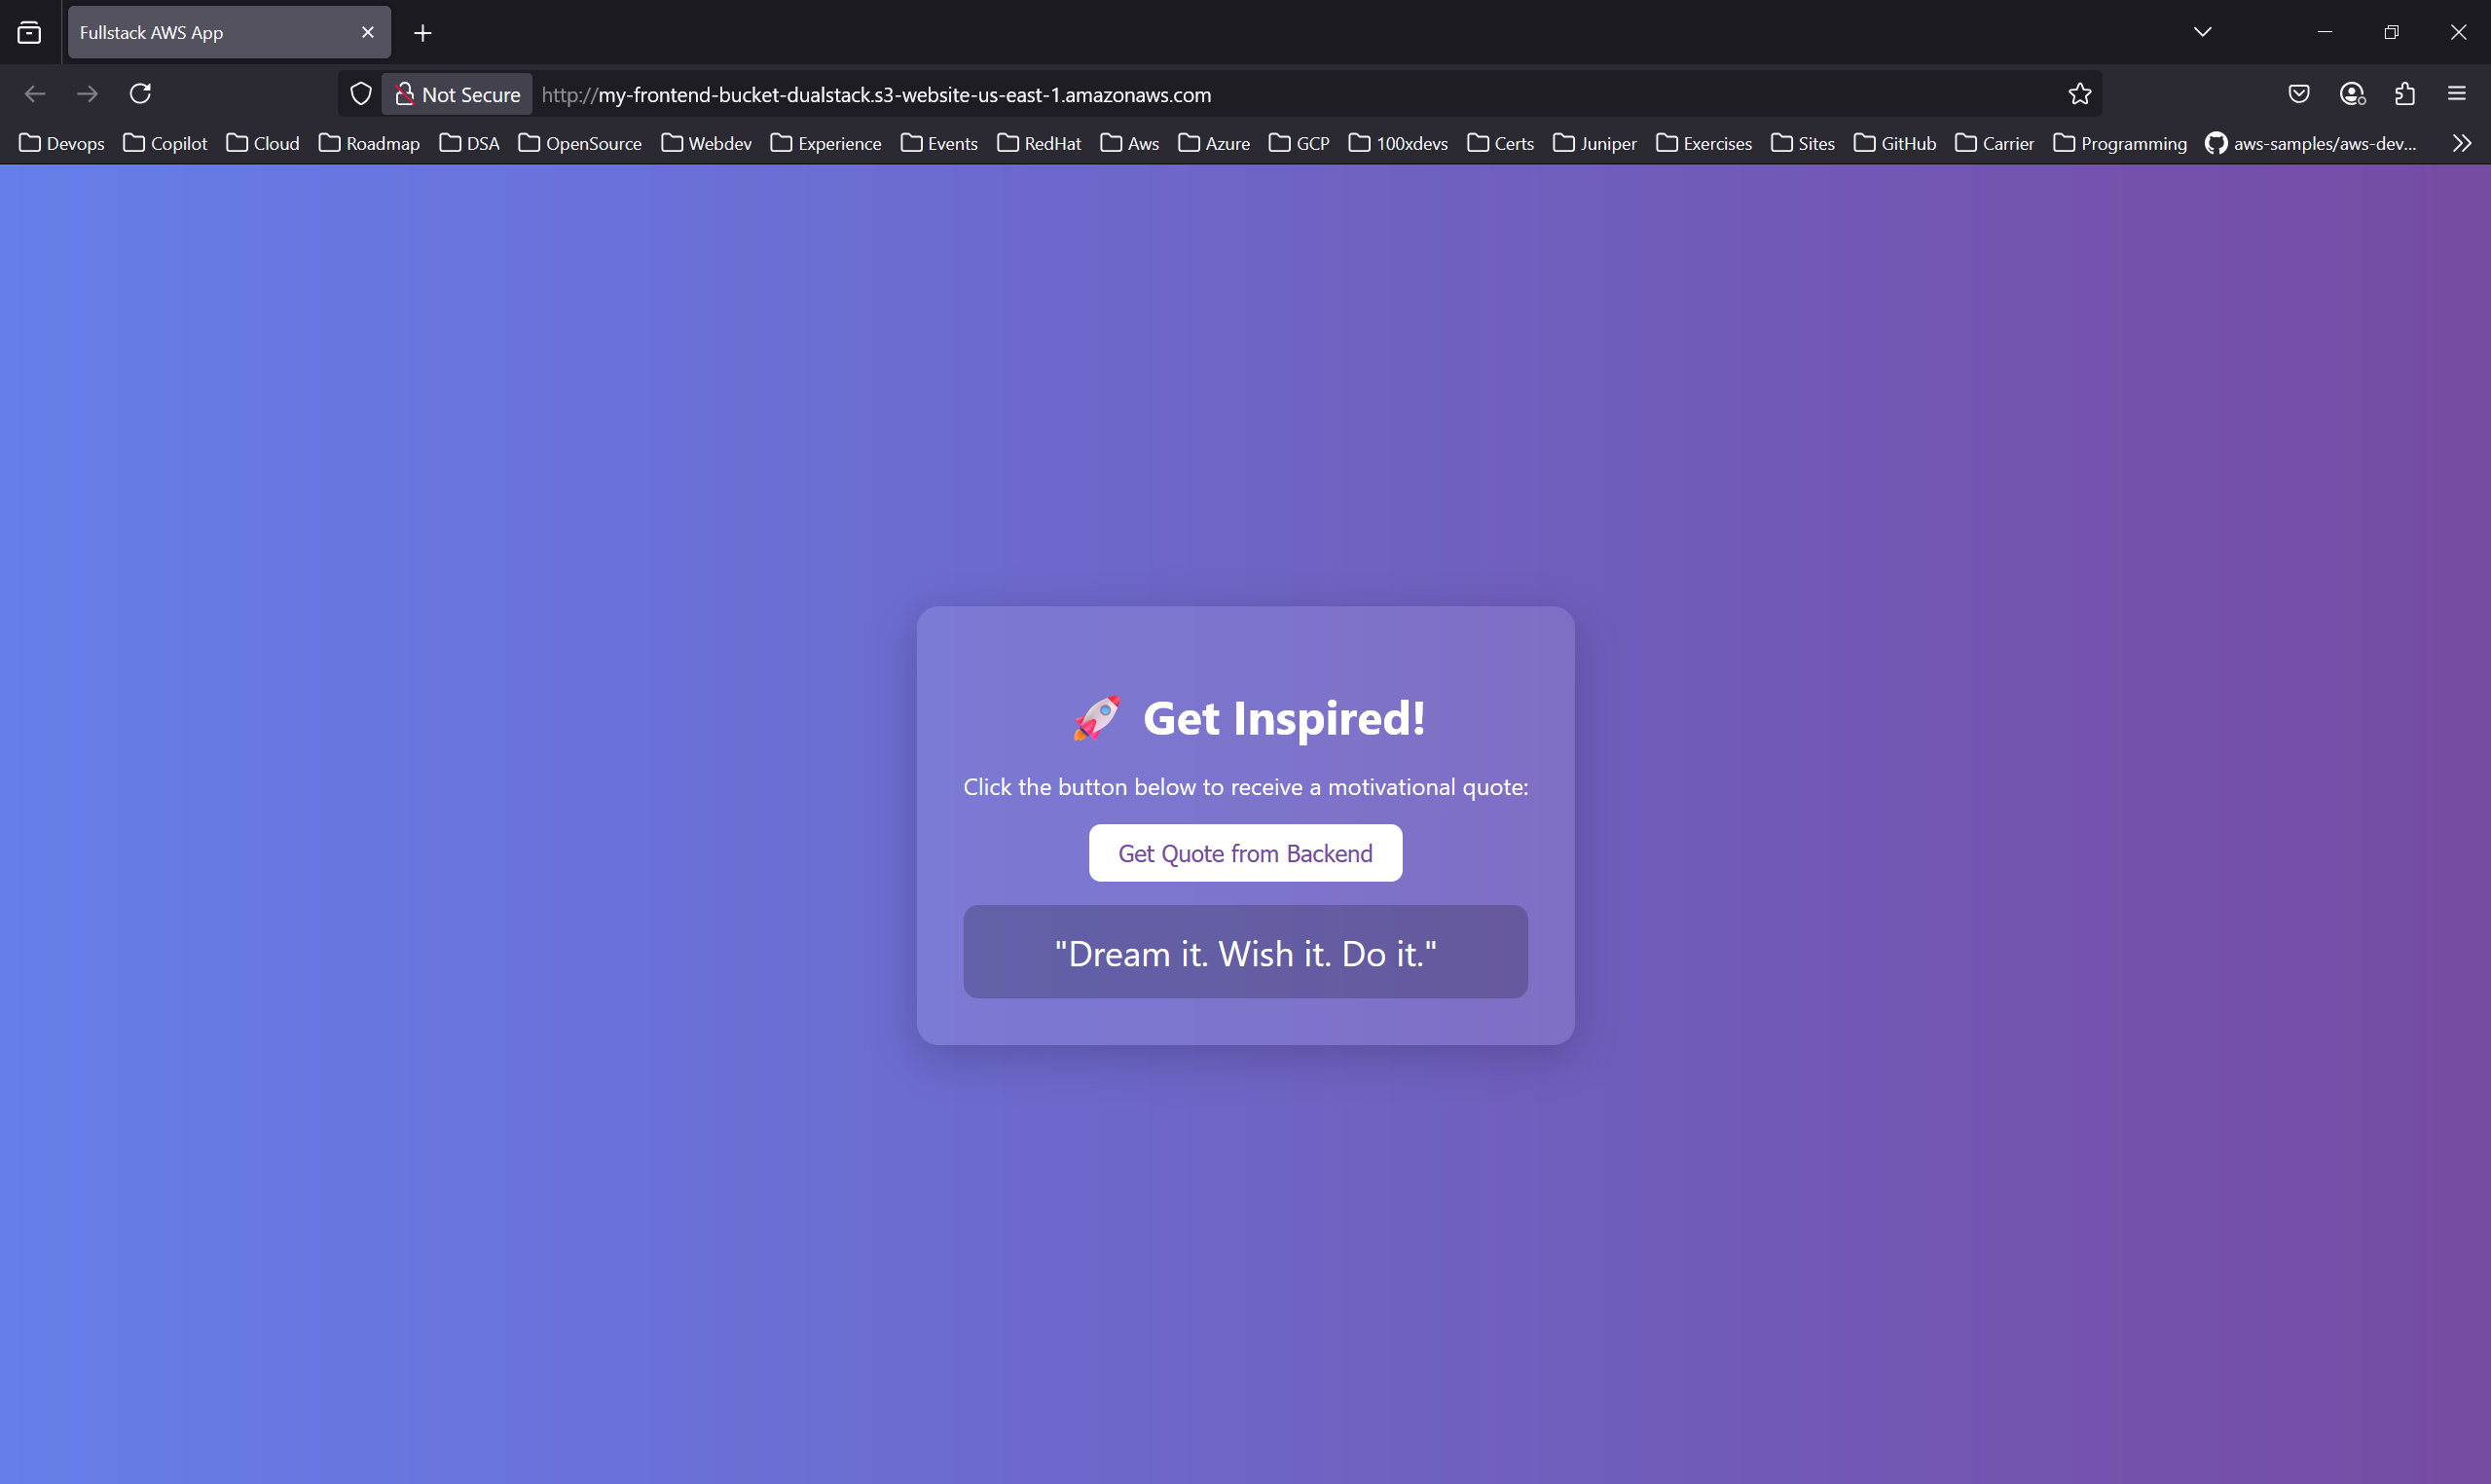 Fullstack AWS App
Not Secure http://my-frontend-bucket-dualstack.s3-website-us-east-1.amazonaws.com
Devops Copilot Cloud Roadmap DSA OpenSource Webdev Experience Events RedHat Aws Azure GCP 100xdevs Certs Juniper Exercises Sites GitHub Carrier Programming aws-samples/aws-dev...
🚀 Get Inspired!
Click the button below to receive a motivational quote:
Get Quote from Backend
"Dream it. Wish it. Do it."